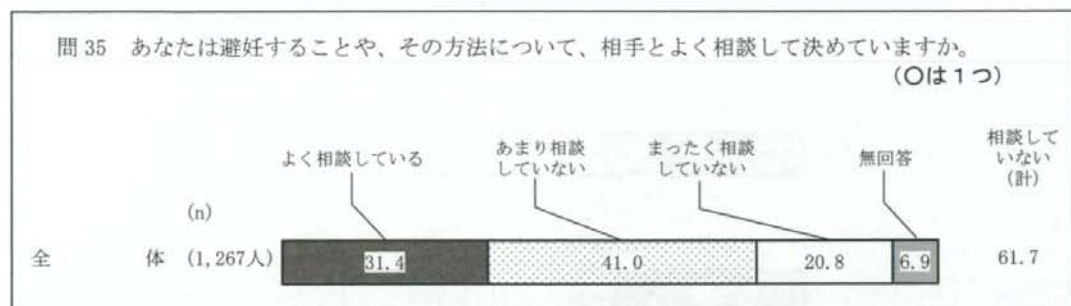 問35 あなたは避妊することや、その方法について、相手とよく相談して決めていますか。
(〇は1つ)
よく相談している
あまり相談
していない
まったく相談
していない
無回答
相談して
いない
(計)
(n)
全 体 (1,267人) 31.4 41.0 20.8 6.9 61.7